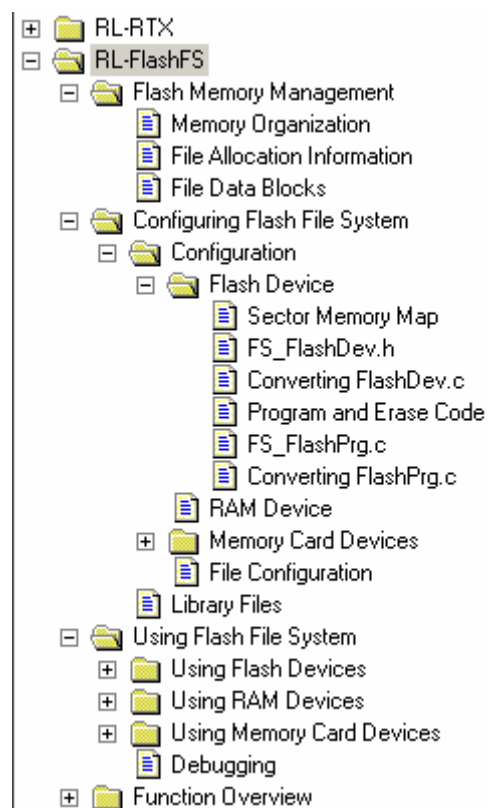 RL-RTX
RL-FlashFS
Flash Memory Management
Memory Organization
File Allocation Information
File Data Blocks
Configuring Flash File System
Configuration
Flash Device
Sector Memory Map
FS_FlashDev.h
Converting FlashDev.c
Program and Erase Code
FS_FlashPrg.c
Converting FlashPrg.c
RAM Device
Memory Card Devices
File Configuration
Library Files
Using Flash File System
Using Flash Devices
Using RAM Devices
Using Memory Card Devices
Debugging
Function Overview